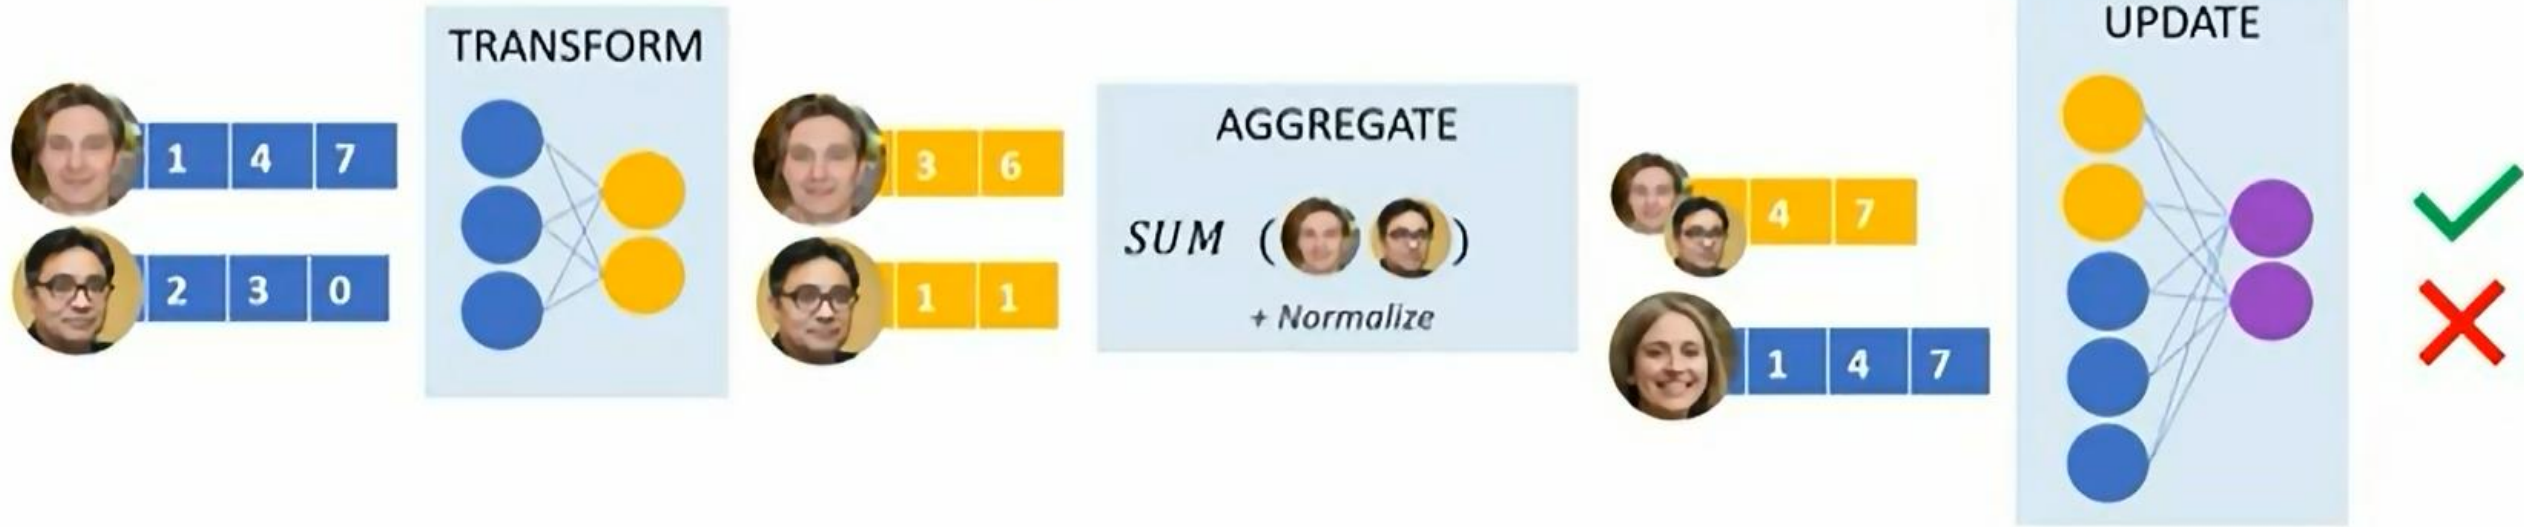 TRANSFORM
1 4 7
2 3 0
3 6
1 1
AGGREGATE
SUM ( )
+ Normalize
4 7
1 4 7
UPDATE